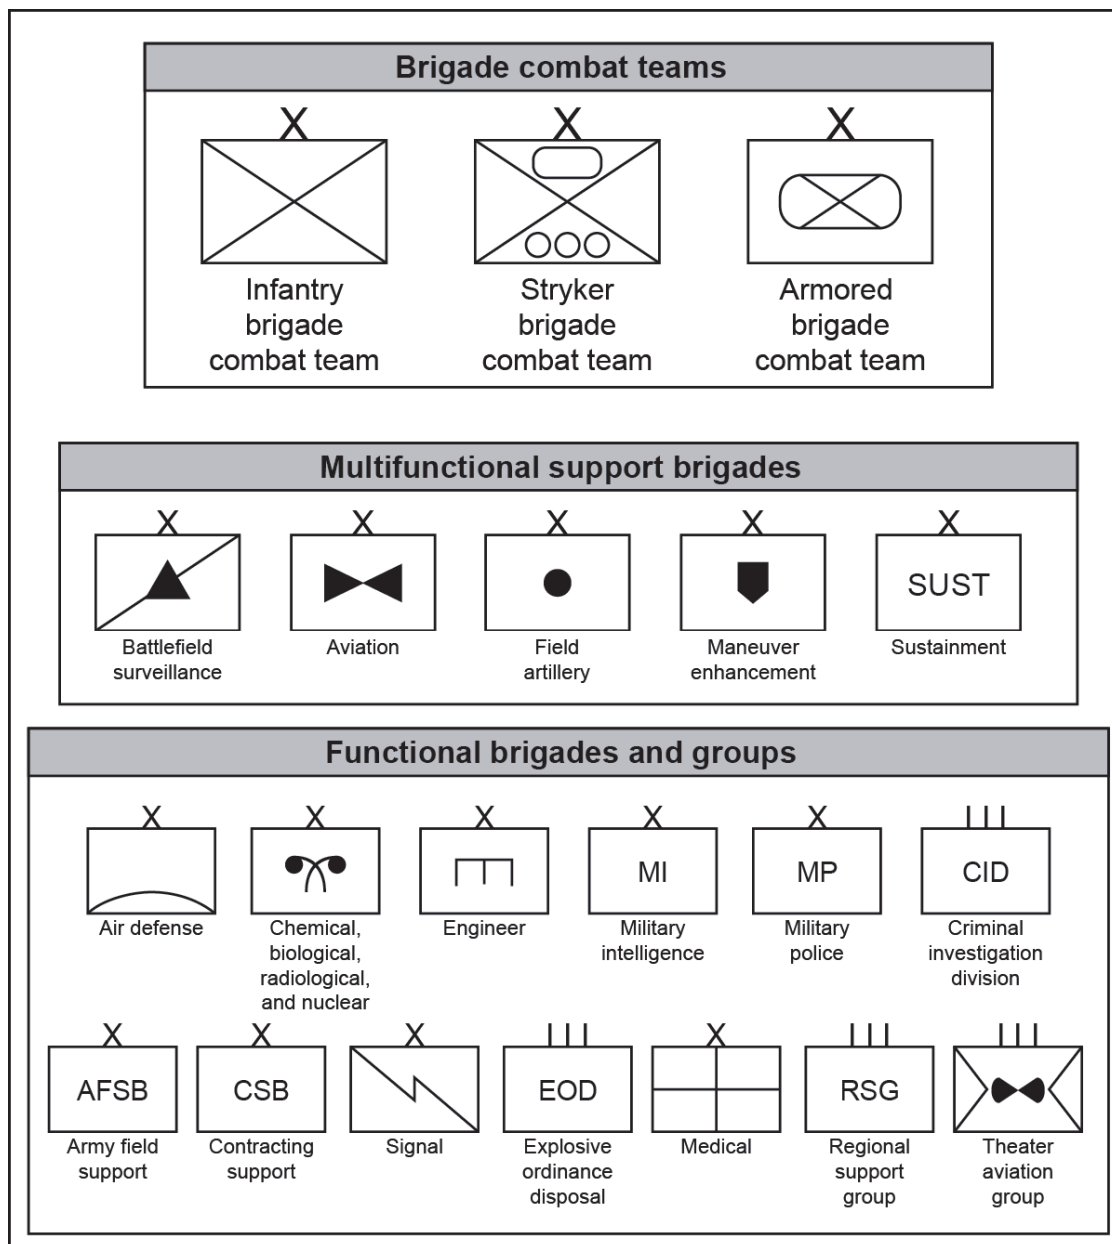 Brigade combat teams
X X X
Infantry
brigade
combat team
Stryker
brigade
combat team
Armored
brigade
combat team
Multifunctional support brigades
X X X X X
SUST
Battlefield
surveillance
Aviation
Field
artillery
Maneuver
enhancement
Sustainment
Functional brigades and groups
X X X X X III
MI MP CID
Air defense
Chemical,
biological,
radiological,
and nuclear
Engineer
Military
intelligence
Military
police
Criminal
investigation
division
X X X III X III III
AFSB CSB EOD RSG
Army field
support
Contracting
support
Signal
Explosive
ordinance
disposal
Medical
Regional
support
group
Theater
aviation
group